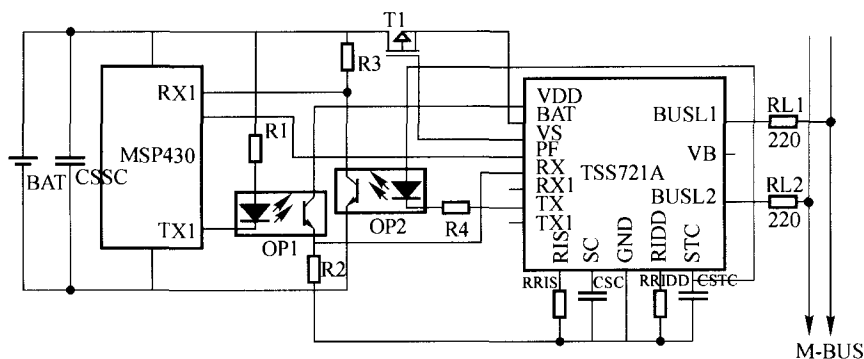 T1
R3
RX1
MSP430
TX1
BAT
CSSC
R1
OP1
R2
OP2
R4
VDD
BAT
VS
PF
RX
RX1
TX
TX1
TSS721A
BUSL1
VB
BUSL2
RIS
SC
GND
RIDD
STC
RL1
220
RL2
220
RRIS
CSC
RRIDD
CSTC
M-BUS